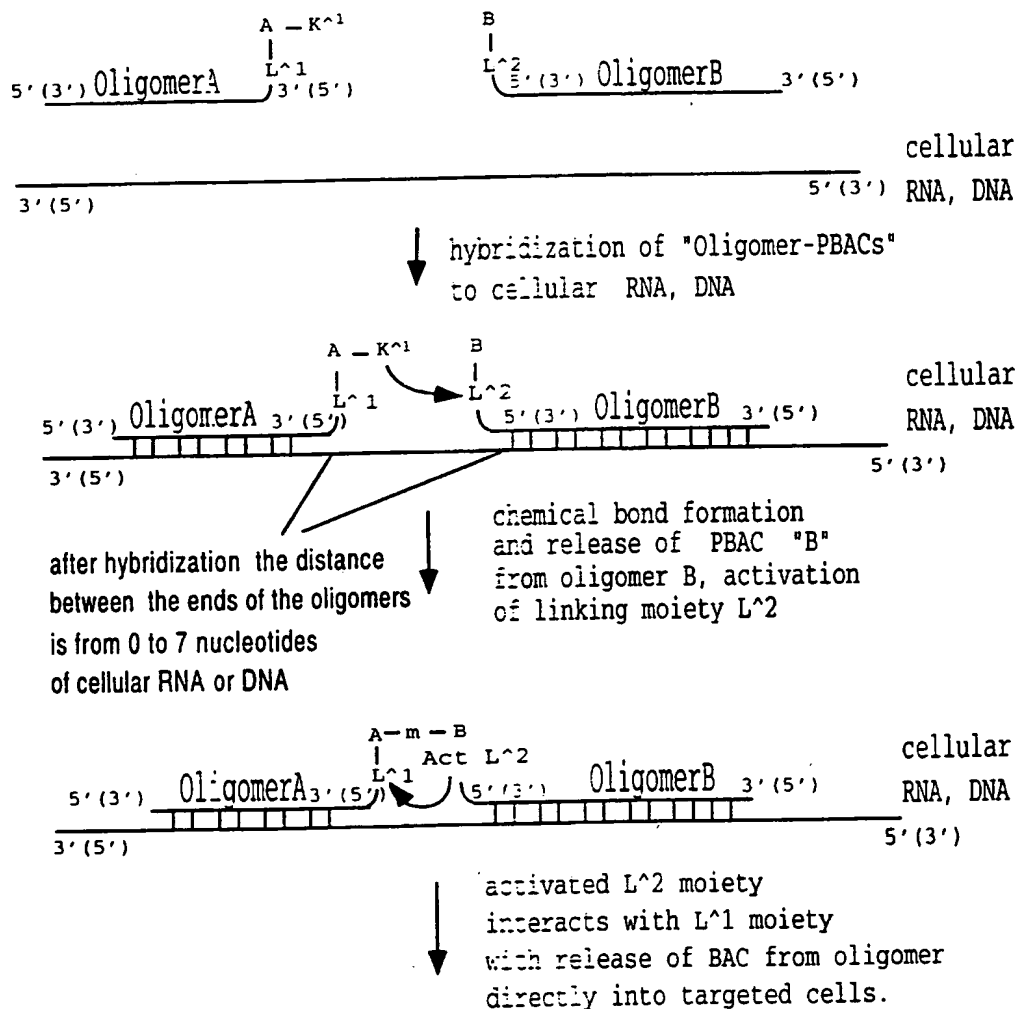 A – K^1
B
L^1
L^2
5'(3') OligomerA 3'(5')
5'(3') OligomerB 3'(5')
cellular
RNA, DNA
3'(5')
5'(3')
hybridization of "Oligomer-PBACs"
to cellular RNA, DNA
A – K^1
B
L^1
L^2
5'(3') OligomerA 3'(5')
5'(3') OligomerB 3'(5')
cellular
RNA, DNA
3'(5')
5'(3')
after hybridization the distance
between the ends of the oligomers
is from 0 to 7 nucleotides
of cellular RNA or DNA
chemical bond formation
and release of PBAC "B"
from oligomer B, activation
of linking moiety L^2
A – m – B
L^1
Act L^2
5'(3') OligomerA 3'(5')
5'(3') OligomerB 3'(5')
cellular
RNA, DNA
3'(5')
5'(3')
activated L^2 moiety
interacts with L^1 moiety
with release of BAC from oligomer
directly into targeted cells.